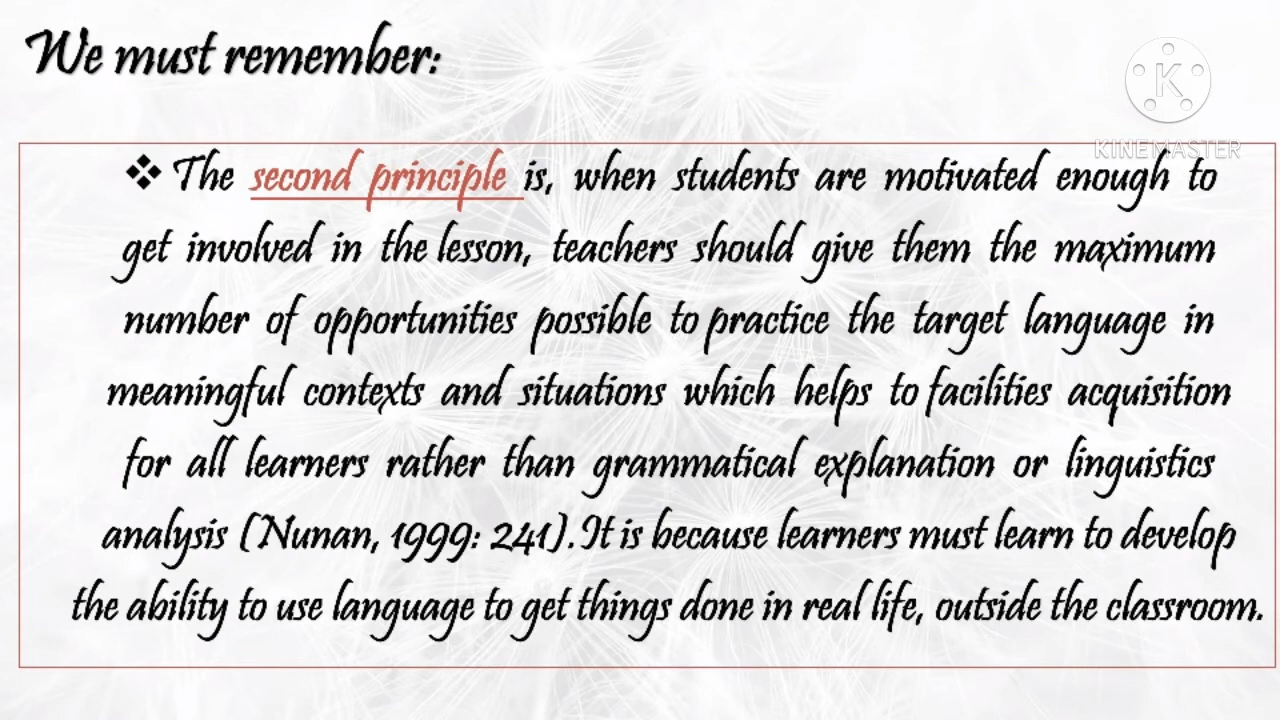 We must remember:
K
KINEMASTER
❖ The second principle is, when students are motivated enough to
get involved in the lesson, teachers should give them the maximum
number of opportunities possible to practice the target language in
meaningful contexts and situations which helps to facilities acquisition
for all learners rather than grammatical explanation or linguistics
analysis (Nunan, 1999: 241). It is because learners must learn to develop
the ability to use language to get things done in real life, outside the classroom.